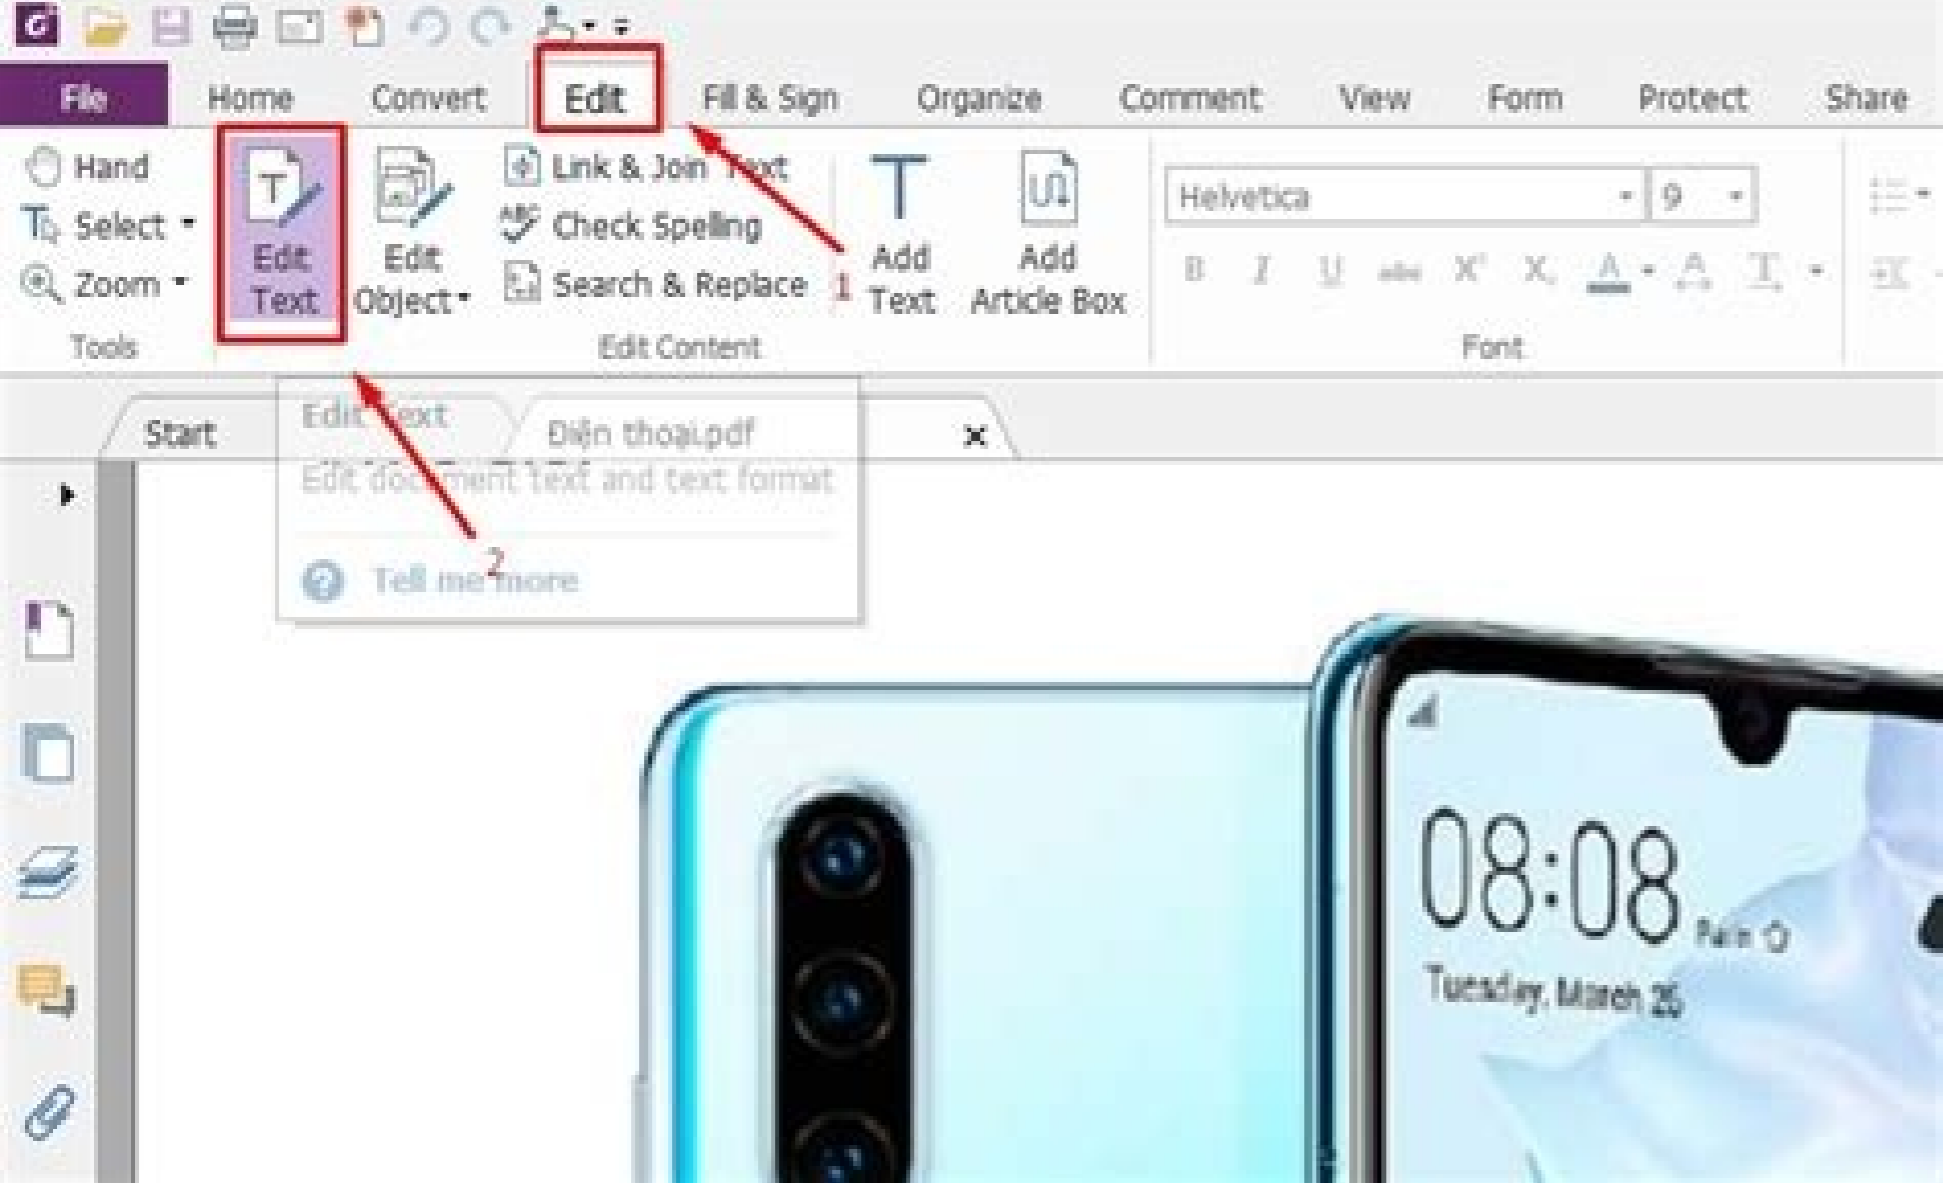 G
File Home Convert Edit Fill & Sign Organize Comment View Form Protect Share
Hand
Select
Zoom
Tools
Edit
Text
Edit
Object
Link & Join Text
ABC Check Spelling
Search & Replace
1
Edit Content
Add
Text
Add
Article Box
Helvetica 9
B I U abc X X A A T
Font
Start
Điện thoại.pdf
Edit Text
Edit document text and text format
2
Tell me more
08:08
Tuesday, March 26